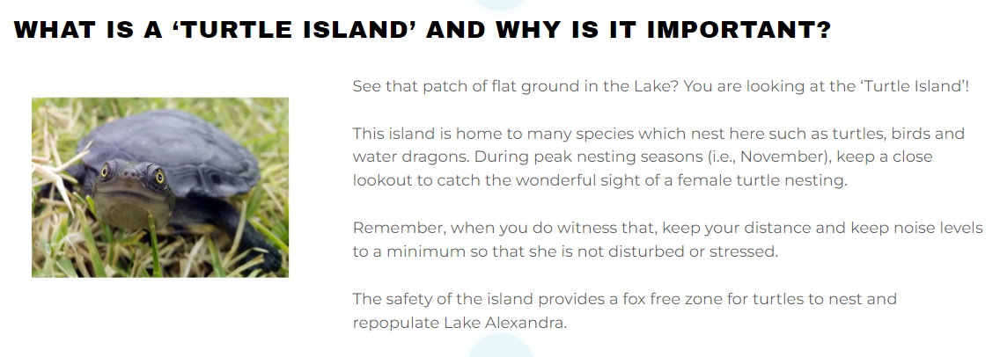 WHAT IS A ‘TURTLE ISLAND’ AND WHY IS IT IMPORTANT?
See that patch of flat ground in the Lake? You are looking at the ‘Turtle Island’!
This island is home to many species which nest here such as turtles, birds and
water dragons. During peak nesting seasons (i.e., November), keep a close
lookout to catch the wonderful sight of a female turtle nesting.
Remember, when you do witness that, keep your distance and keep noise levels
to a minimum so that she is not disturbed or stressed.
The safety of the island provides a fox free zone for turtles to nest and
repopulate Lake Alexandra.